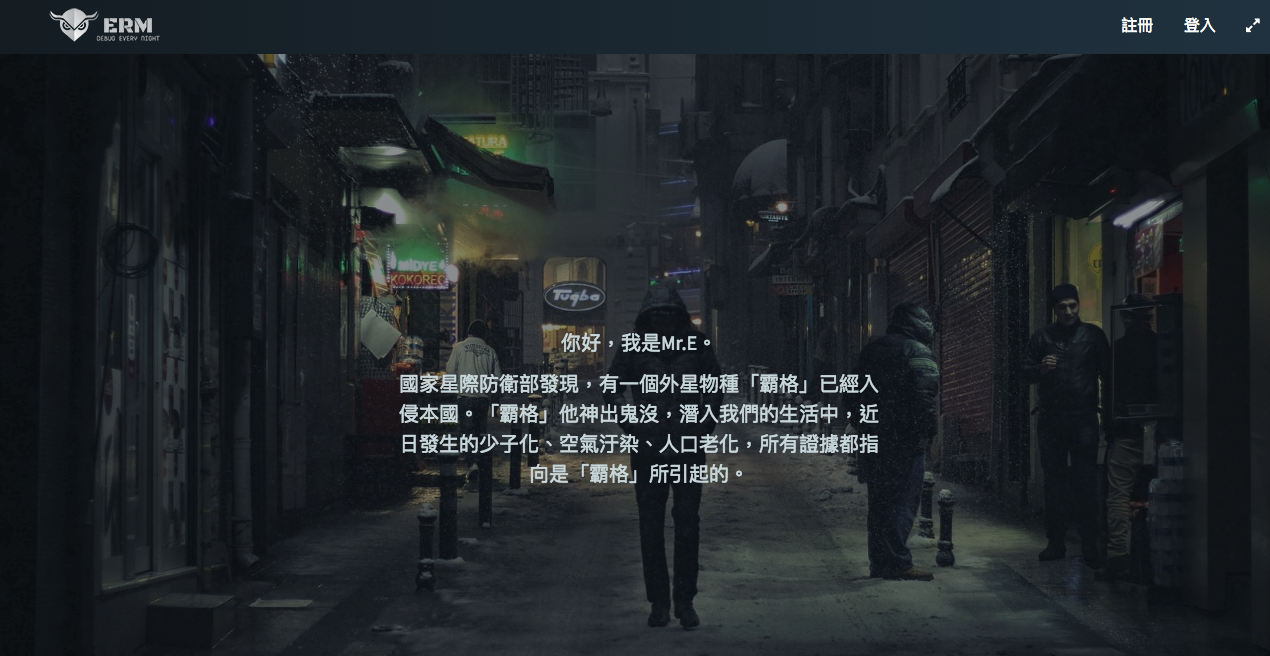 ERM
DEBUG EVERY NIGHT
註冊
登入
TURA
MİDYE
KOKOREÇ
Tuğba
你好,我是Mr.E。
國家星際防衛部發現,有一個外星物種「霸格」已經入
侵本國。「霸格」他神出鬼沒,潛入我們的生活中,近
日發生的少子化、空氣汙染、人口老化,所有證據都指
向是「霸格」所引起的。